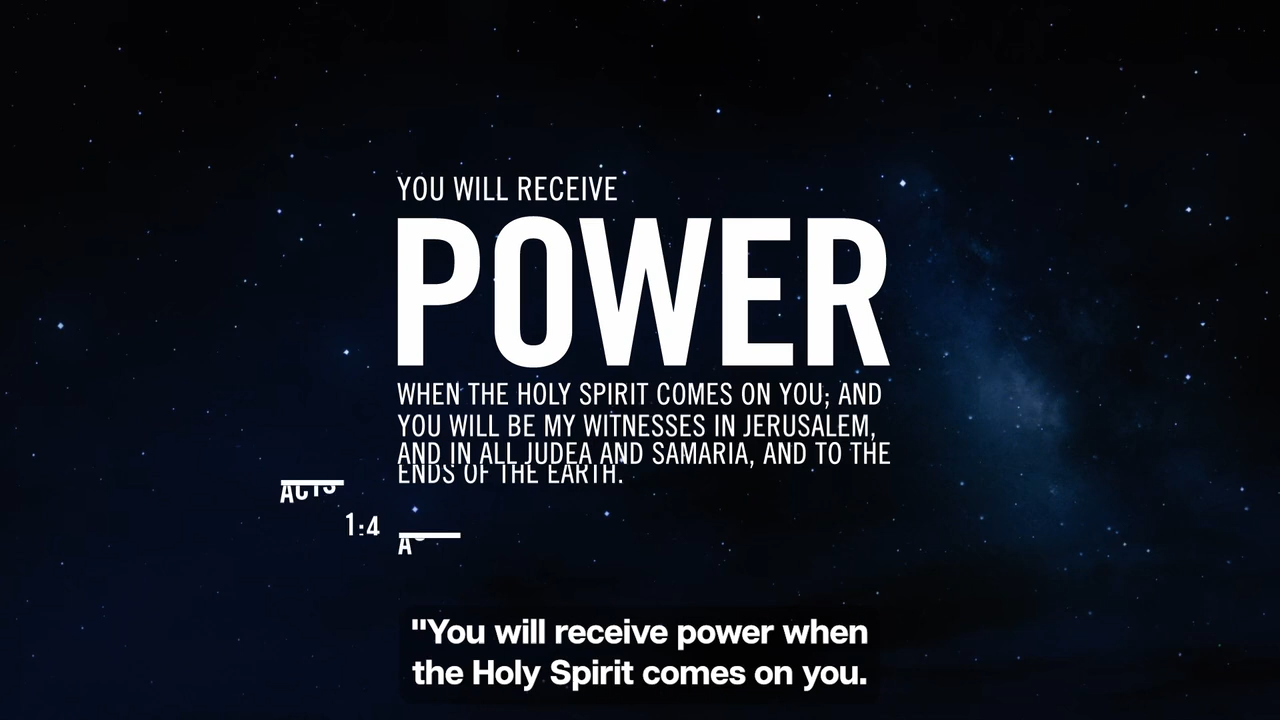 YOU WILL RECEIVE
POWER
WHEN THE HOLY SPIRIT COMES ON YOU; AND
YOU WILL BE MY WITNESSES IN JERUSALEM,
AND IN ALL JUDEA AND SAMARIA, AND TO THE
ENDS OF THE EARTH.
ACTS
1:4
"You will receive power when
the Holy Spirit comes on you.